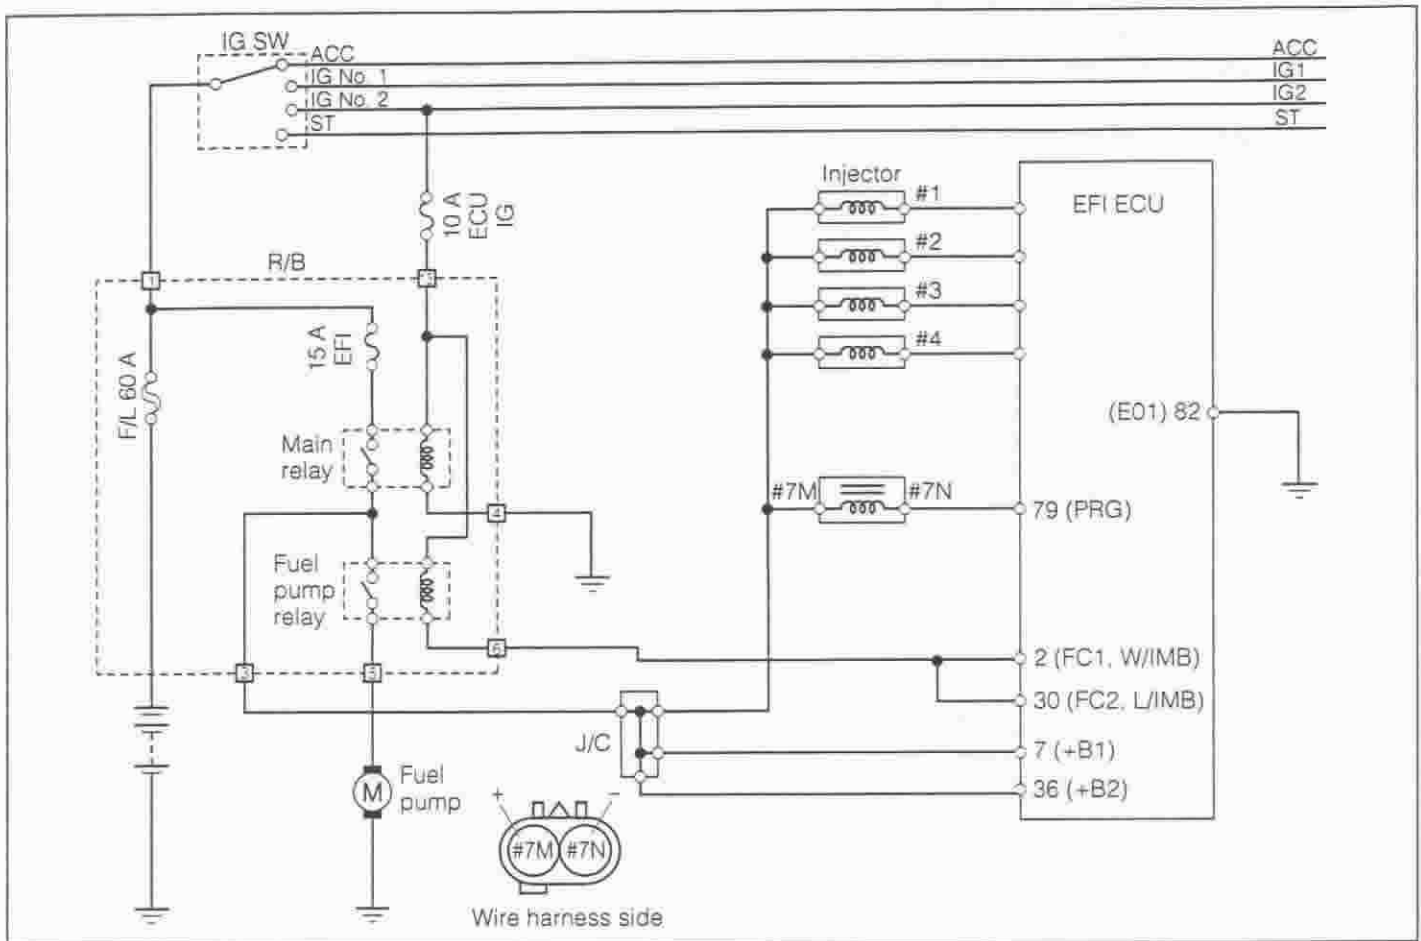 IG SW
ACC
IG No. 1
IG No. 2
ST
ACC
IG1
IG2
ST
10 A
ECU
IG
R/B
1
15 A
EFI
F/L 60 A
Main
relay
4
Fuel
pump
relay
6
3
5
Fuel
pump
M
J/C
+
−
#7M
#7N
Wire harness side
Injector
#1
#2
#3
#4
#7M
#7N
EFI ECU
(E01) 82
79 (PRG)
2 (FC1, W/IMB)
30 (FC2, L/IMB)
7 (+B1)
36 (+B2)